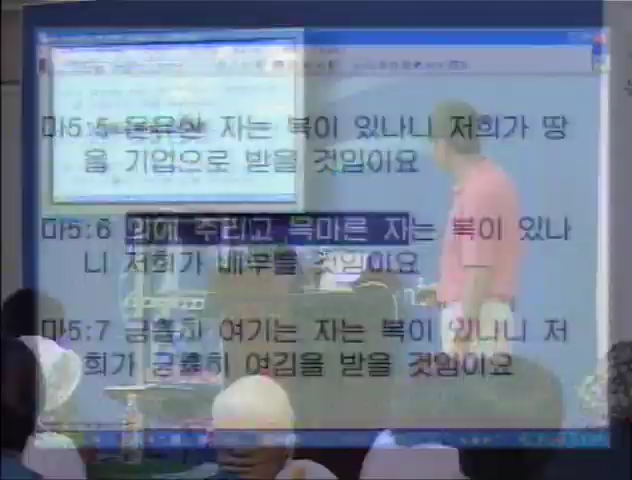 마5:5 온유한 자는 복이 있나니 저희가 땅
을 기업으로 받을 것임이요
마5:6 의에 주리고 목마른 자는 복이 있나
니 저희가 배부를 것임이요
마5:7 긍휼히 여기는 자는 복이 있나니 저
희가 긍휼히 여김을 받을 것임이요